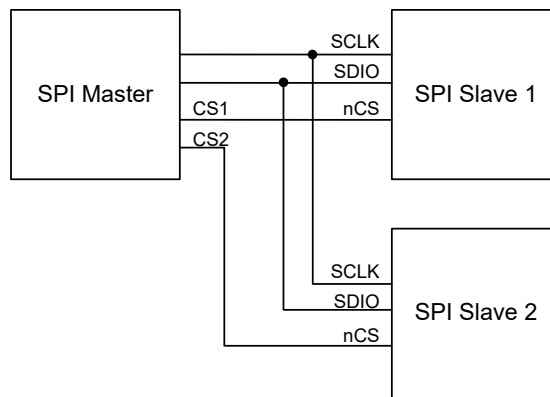 SCLK
SDIO
SPI Master
SPI Slave 1
CS1
nCS
CS2
SCLK
SDIO
SPI Slave 2
nCS